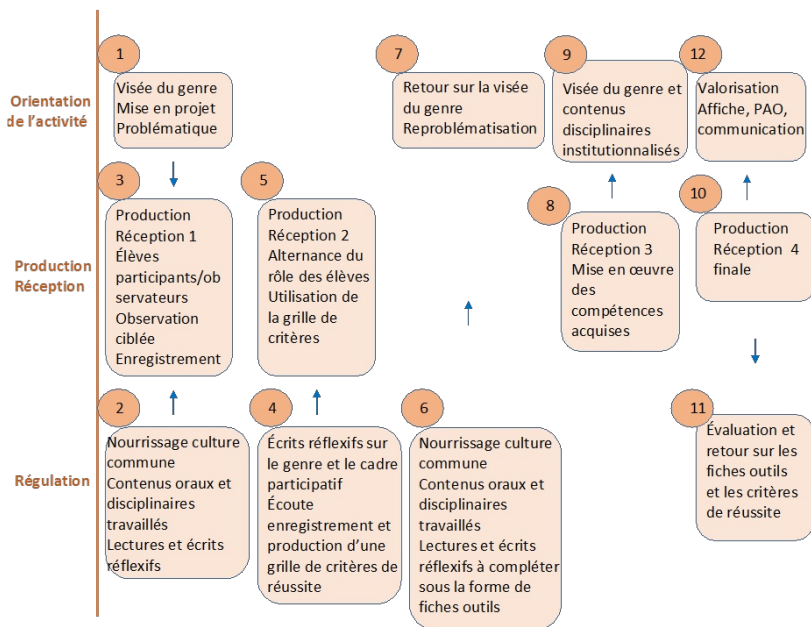 Orientation
de l'activité
1
Visée du genre
Mise en projet
Problématique
7
Retour sur la visée
du genre
Reproblématisation
9
Visée du genre et
contenus
disciplinaires
institutionnalisés
12
Valorisation
Affiche, PAO,
communication
Production
Réception
3
Production
Réception 1
Élèves
participants/ob
servateurs
Observation
ciblée
Enregistrement
5
Production
Réception 2
Alternance du
rôle des élèves
Utilisation de
la grille de
critères
8
Production
Réception 3
Mise en œuvre
des
compétences
acquises
10
Production
Réception 4
finale
Régulation
2
Nourrissage culture
commune
Contenus oraux et
disciplinaires
travaillés
Lectures et écrits
réflexifs
4
Écrits réflexifs sur
le genre et le cadre
participatif
Écoute
enregistrement et
production d'une
grille de critères de
réussite
6
Nourrissage culture
commune
Contenus oraux et
disciplinaires
travaillés
Lectures et écrits
réflexifs à compléter
sous la forme de
fiches outils
11
Évaluation et
retour sur les
fiches outils
et les critères
de réussite